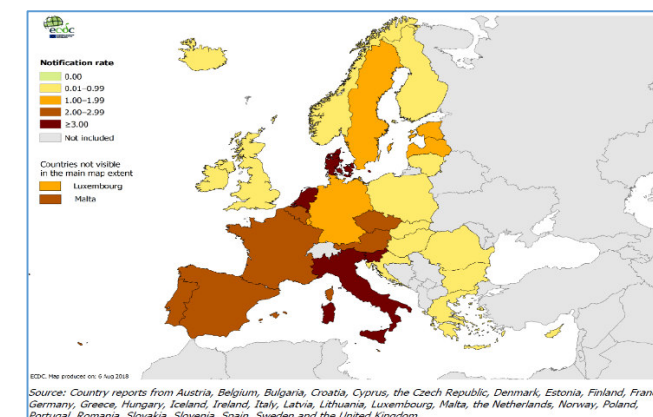 ecdc
Notification rate
0.00
0.01–0.99
1.00–1.99
2.00–2.99
≥3.00
Not included
Countries not visible
in the main map extent
Luxembourg
Malta
ECDC. Map produced on: 6 Aug 2018
Source: Country reports from Austria, Belgium, Bulgaria, Croatia, Cyprus, the Czech Republic, Denmark, Estonia, Finland, Fran
Germany, Greece, Hungary, Iceland, Ireland, Italy, Latvia, Lithuania, Luxembourg, Malta, the Netherlands, Norway, Poland,
Portugal, Romania, Slovakia, Slovenia, Spain, Sweden and the United Kingdom